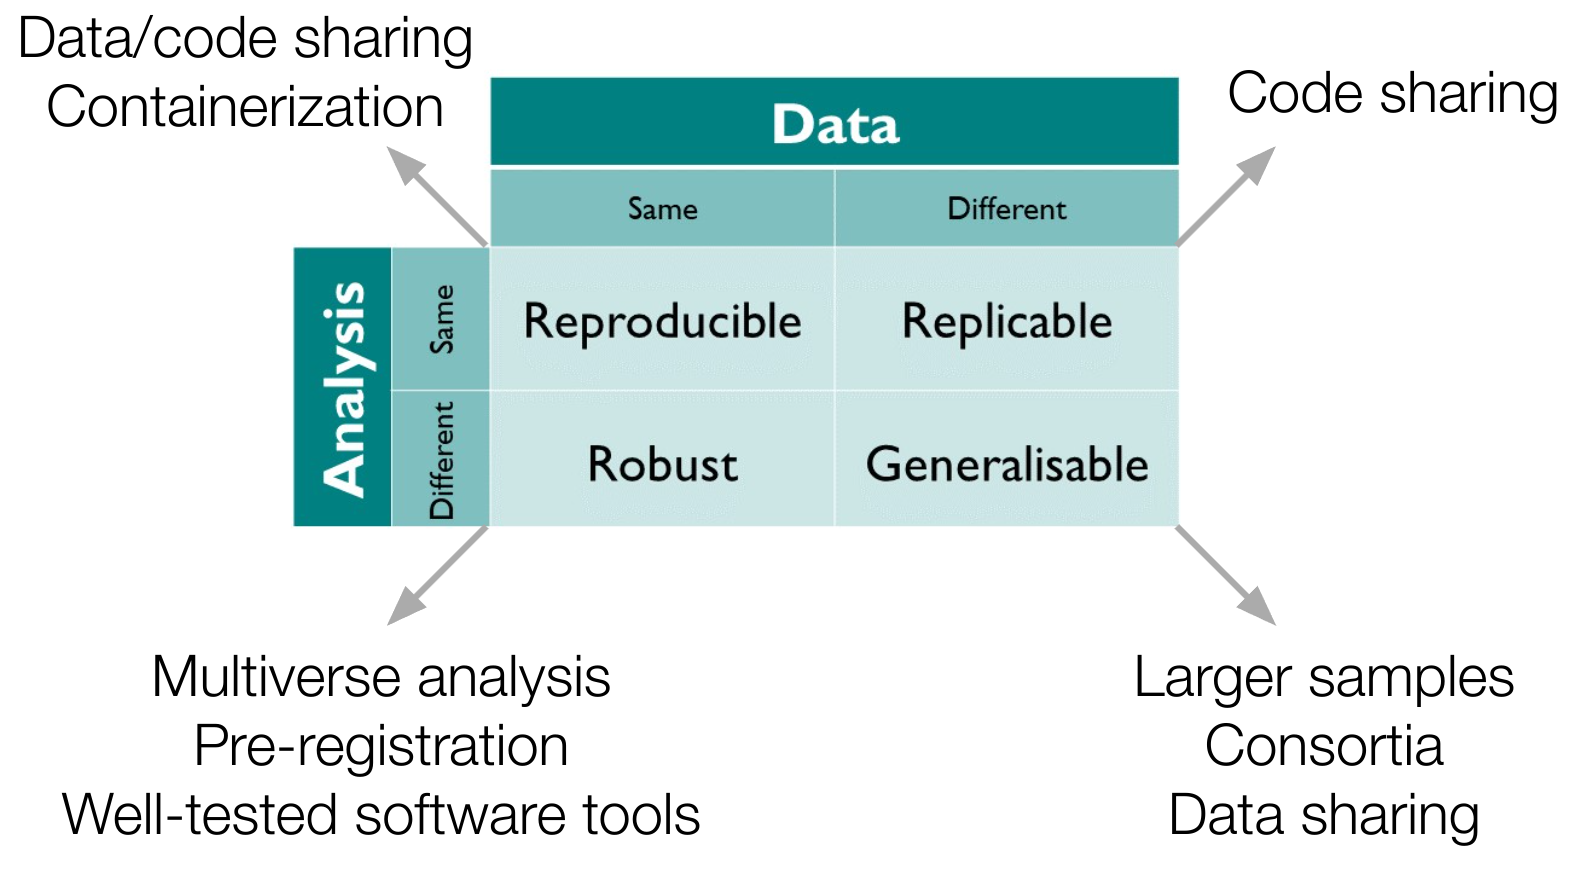 Data/code sharing
Containerization
Code sharing
Data
Same
Different
Analysis
Same
Reproducible
Replicable
Different
Robust
Generalisable
Multiverse analysis
Pre-registration
Well-tested software tools
Larger samples
Consortia
Data sharing